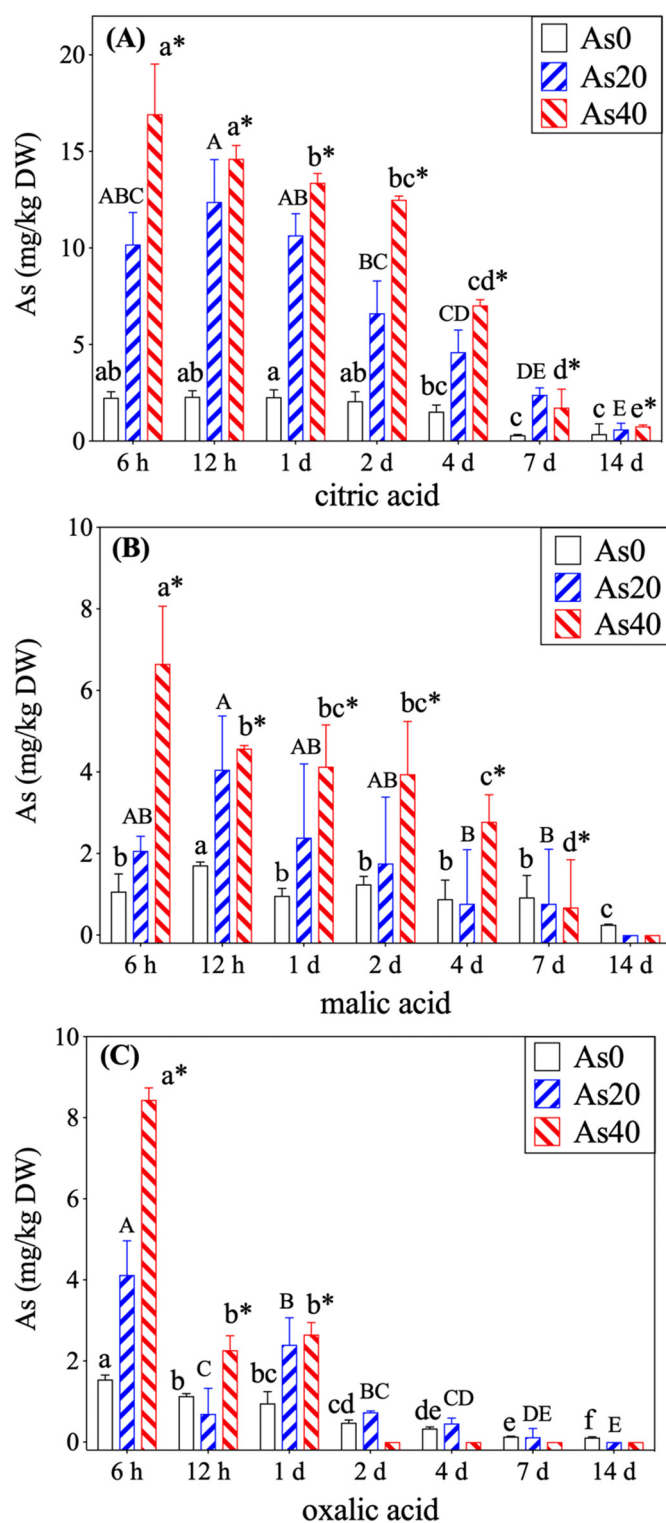 (A)
As0
As20
As40
As (mg/kg DW)
20
15
10
5
0
ab ABC a*
ab A a*
a AB b*
ab BC bc*
bc CD cd*
c DE d*
c E e*
6 h 12 h 1 d 2 d 4 d 7 d 14 d
citric acid
(B)
As0
As20
As40
As (mg/kg DW)
10
8
6
4
2
0
b AB a*
a A b*
b AB bc*
b AB bc*
b B c*
b B d*
c
6 h 12 h 1 d 2 d 4 d 7 d 14 d
malic acid
(C)
As0
As20
As40
As (mg/kg DW)
10
8
6
4
2
0
a A a*
b C b*
bc B b*
cd BC
de CD
e DE
f E
6 h 12 h 1 d 2 d 4 d 7 d 14 d
oxalic acid